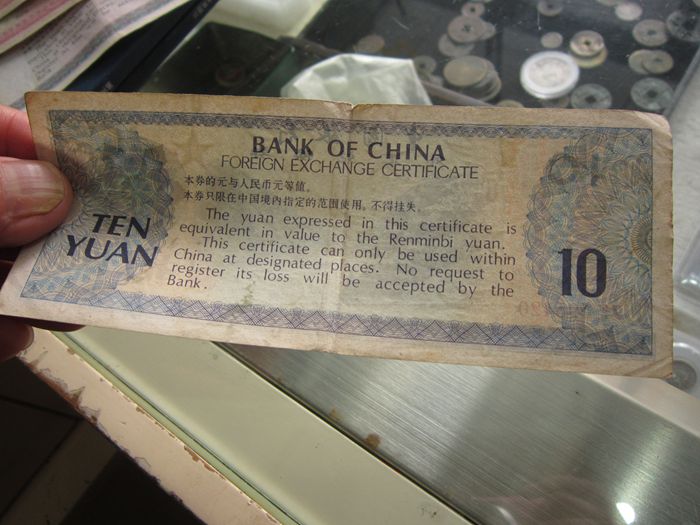 BANK OF CHINA
FOREIGN EXCHANGE CERTIFICATE
本券的元与人民币元等值。
本券只限在中国境内指定的范围使用，不得挂失。
The yuan expressed in this certificate is
equivalent in value to the Renminbi yuan.
This certificate can only be used within
China at designated places. No request to
register its loss will be accepted by the
Bank.
TEN
YUAN
10